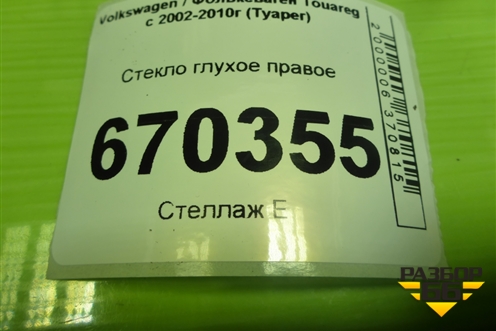 Volkswagen / Фольксваген Touareg
с 2002-2010г (Туарег)
Стекло глухое правое
670355
Стеллаж Е
2000006370815
РАЗБОР